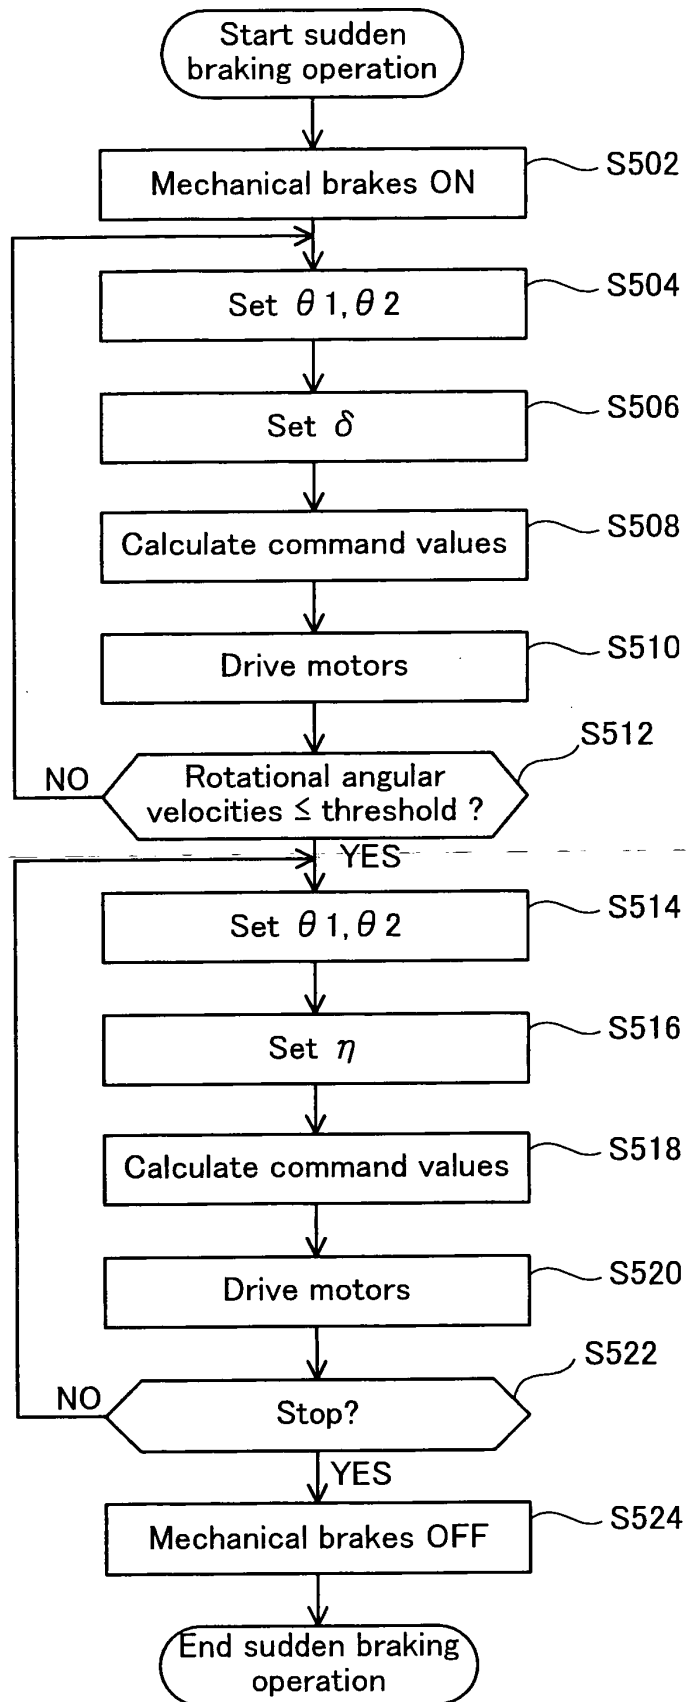 Start sudden
braking operation
Mechanical brakes ON
S502
Set θ1, θ2
S504
Set δ
S506
Calculate command values
S508
Drive motors
S510
Rotational angular
velocities ≤ threshold ?
S512
NO
YES
Set θ1, θ2
S514
Set η
S516
Calculate command values
S518
Drive motors
S520
Stop?
S522
NO
YES
Mechanical brakes OFF
S524
End sudden braking
operation